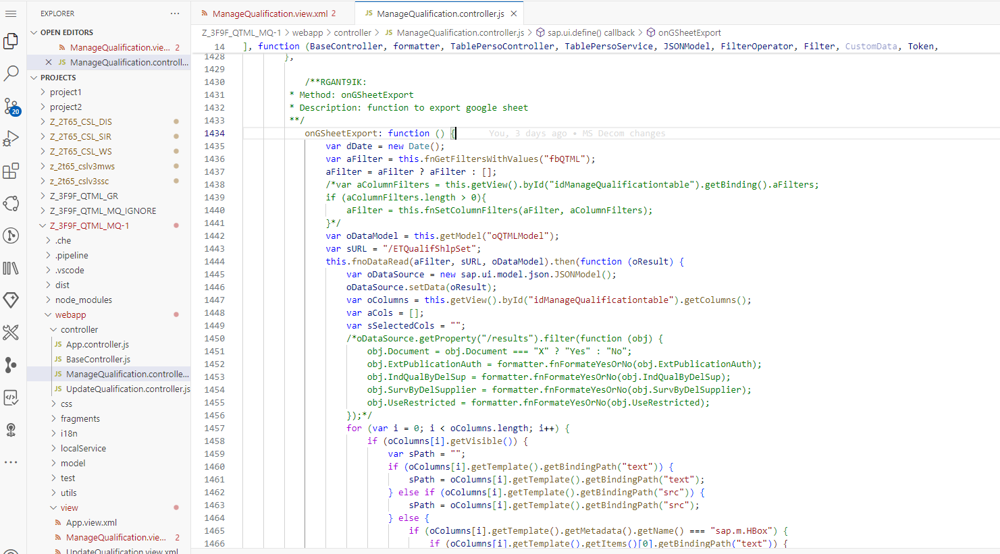 EXPLORER
OPEN EDITORS
ManageQualification.vie... 2
JS ManageQualification.controll...
PROJECTS
project1
project2
Z_2T65_CSL_DIS
Z_2T65_CSL_SIR
Z_2T65_CSL_WS
z_2t65_cslv3mws
z_2t65_cslv3ssc
Z_3F9F_QTML_GR
Z_3F9F_QTML_MQ_IGNORE
Z_3F9F_QTML_MQ-1
.che
.pipeline
.vscode
dist
node_modules
webapp
controller
JS App.controller.js
JS BaseController.js
JS ManageQualification.controlle...
JS UpdateQualification.controller.js
css
fragments
i18n
localService
model
test
utils
view
App.view.xml
ManageQualification.vie... 2
UpdateQualification.view.xml
20
ManageQualification.view.xml 2
JS ManageQualification.controller.js
Z_3F9F_QTML_MQ-1 > webapp > controller > JS ManageQualification.controller.js > sap.ui.define() callback > onGSheetExport
14 ], function (BaseController, formatter, TablePersoController, TablePersoService, JSONModel, FilterOperator, Filter, CustomData, Token,
1428 },
1429
1430 /**RGANT9IK:
1431 * Method: onGSheetExport
1432 * Description: function to export google sheet
1433 **/
1434 onGSheetExport: function () { You, 3 days ago • MS Decom changes
1435 var dDate = new Date();
1436 var aFilter = this.fnGetFiltersWithValues("fbQTML");
1437 aFilter = aFilter ? aFilter : [];
1438 /*var aColumnFilters = this.getView().byId("idManageQualificationtable").getBinding().aFilters;
1439 if (aColumnFilters.length > 0){
1440 aFilter = this.fnSetColumnFilters(aFilter, aColumnFilters);
1441 }*/
1442 var oDataModel = this.getModel("oQTMLModel");
1443 var sURL = "/ETQualifShlpSet";
1444 this.fnoDataRead(aFilter, sURL, oDataModel).then(function (oResult) {
1445 var oDataSource = new sap.ui.model.json.JSONModel();
1446 oDataSource.setData(oResult);
1447 var oColumns = this.getView().byId("idManageQualificationtable").getColumns();
1448 var aCols = [];
1449 var sSelectedCols = "";
1450 /*oDataSource.getProperty("/results").filter(function (obj) {
1451 obj.Document = obj.Document === "X" ? "Yes" : "No";
1452 obj.ExtPublicationAuth = formatter.fnFormateYesOrNo(obj.ExtPublicationAuth);
1453 obj.IndQualByDelSup = formatter.fnFormateYesOrNo(obj.IndQualByDelSup);
1454 obj.SurvByDelSupplier = formatter.fnFormateYesOrNo(obj.SurvByDelSupplier);
1455 obj.UseRestricted = formatter.fnFormateYesOrNo(obj.UseRestricted);
1456 });*/
1457 for (var i = 0; i < oColumns.length; i++) {
1458 if (oColumns[i].getVisible()) {
1459 var sPath = "";
1460 if (oColumns[i].getTemplate().getBindingPath("text")) {
1461 sPath = oColumns[i].getTemplate().getBindingPath("text");
1462 } else if (oColumns[i].getTemplate().getBindingPath("src")) {
1463 sPath = oColumns[i].getTemplate().getBindingPath("src");
1464 } else {
1465 if (oColumns[i].getTemplate().getMetadata().getName() === "sap.m.HBox") {
1466 if (oColumns[i].getTemplate().getItems()[0].getBindingPath("text")) {